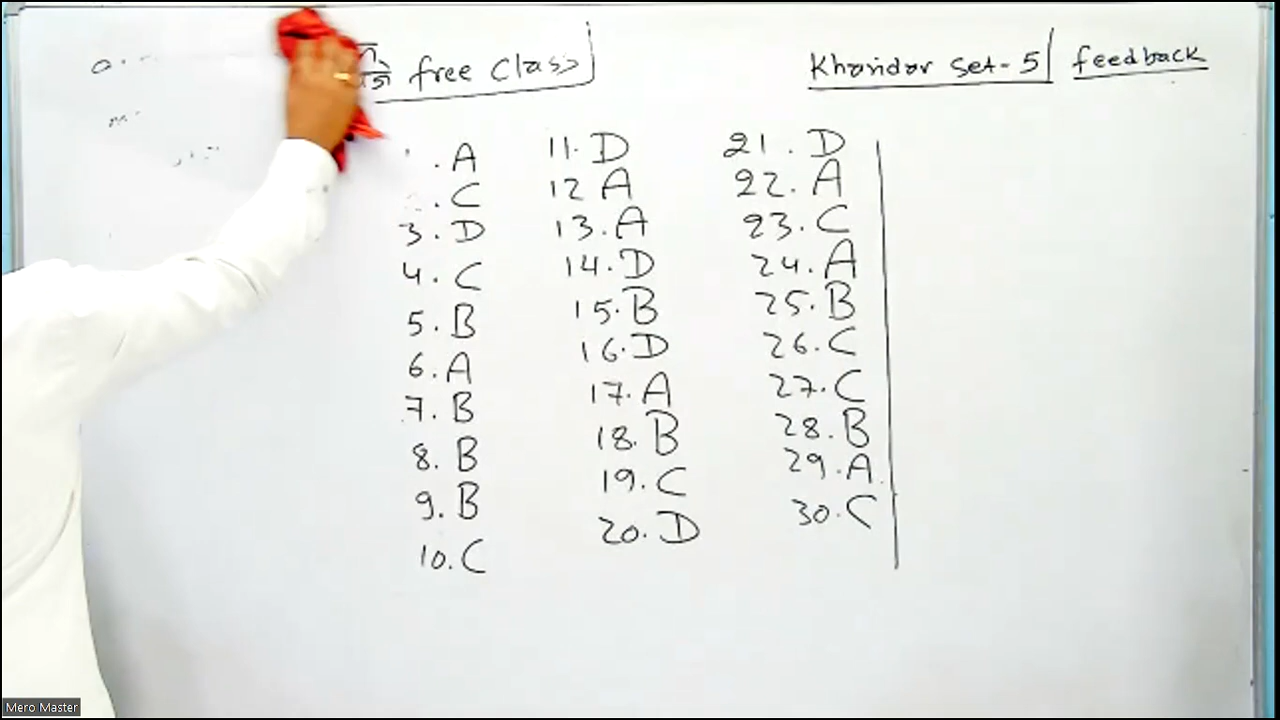 free class
Kharidar set-5 | feedback
. A
. C
3. D
4. C
5. B
6. A
7. B
8. B
9. B
10. C
11. D
12 A
13. A
14. D
15. B
16. D
17. A
18. B
19. C
20. D
21. D
22. A
23. C
24. A
25. B
26. C
27. C
28. B
29. A
30. C
Mero Master